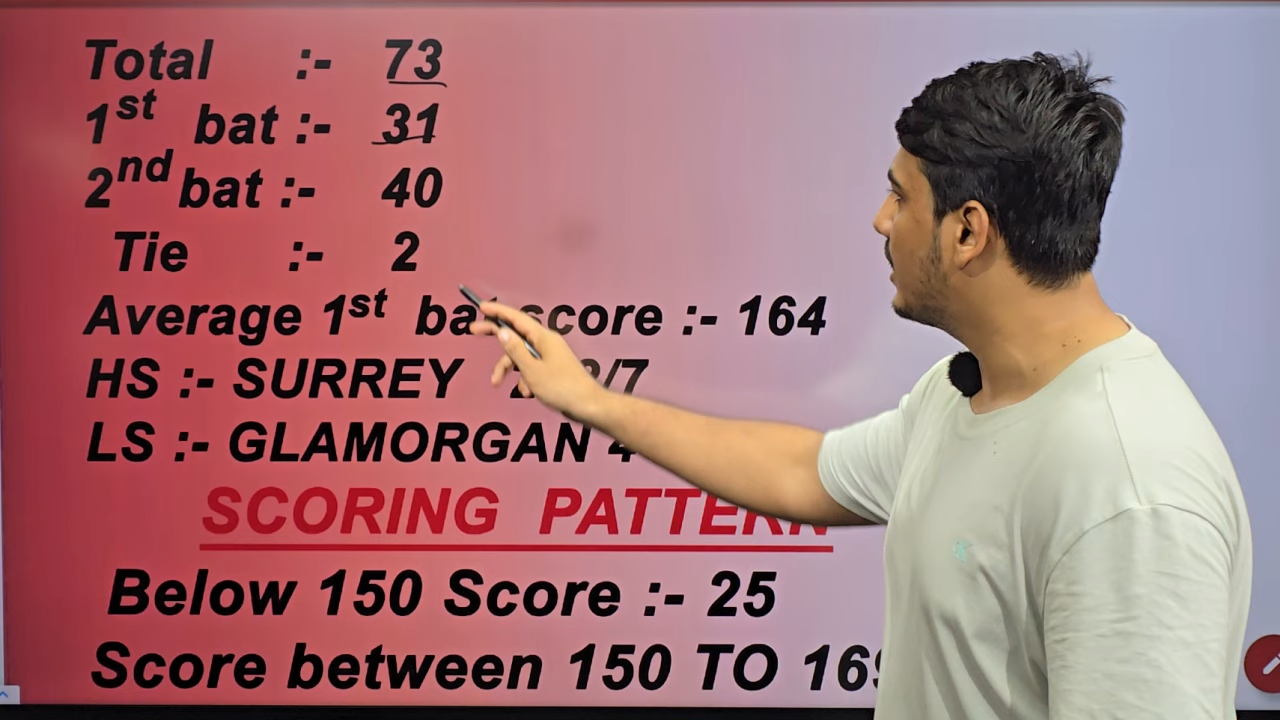 Total :- 73
1st bat :- 31
2nd bat :- 40
Tie :- 2
Average 1st bat score :- 164
HS :- SURREY
LS :- GLAMORGAN
SCORING PATTERN
Below 150 Score :- 25
Score between 150 TO 169